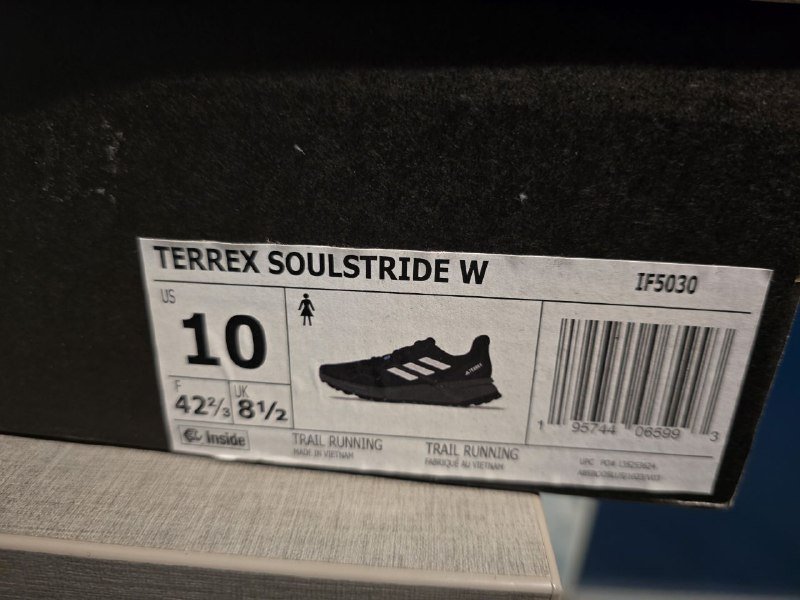 TERREX SOULSTRIDE W
IF5030
US
10
F
42⅔
UK
8½
Inside
TRAIL RUNNING
MADE IN VIETNAM
TRAIL RUNNING
FABRIQUÉ AU VIETNAM
1 95744 06599 3
UPC